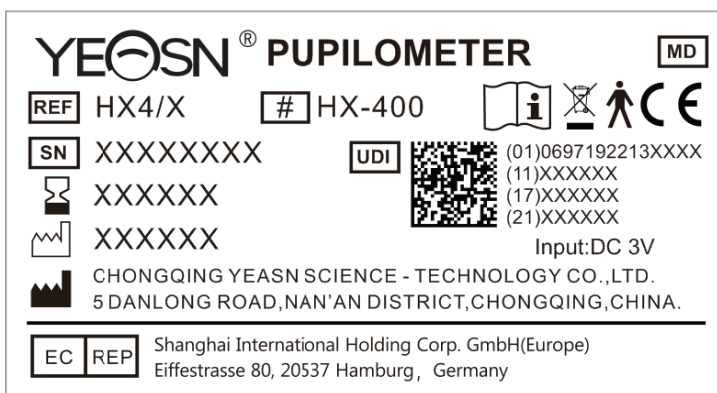 YEASN® PUPILOMETER MD
REF HX4/X # HX-400 CE
SN XXXXXXXX UDI (01)0697192213XXXX
(11)XXXXXX
XXXXXX (17)XXXXXX
(21)XXXXXX
XXXXXX Input:DC 3V
CHONGQING YEASN SCIENCE - TECHNOLOGY CO.,LTD.
5 DANLONG ROAD,NAN'AN DISTRICT,CHONGQING,CHINA.
EC REP Shanghai International Holding Corp. GmbH(Europe)
Eiffestrasse 80, 20537 Hamburg, Germany